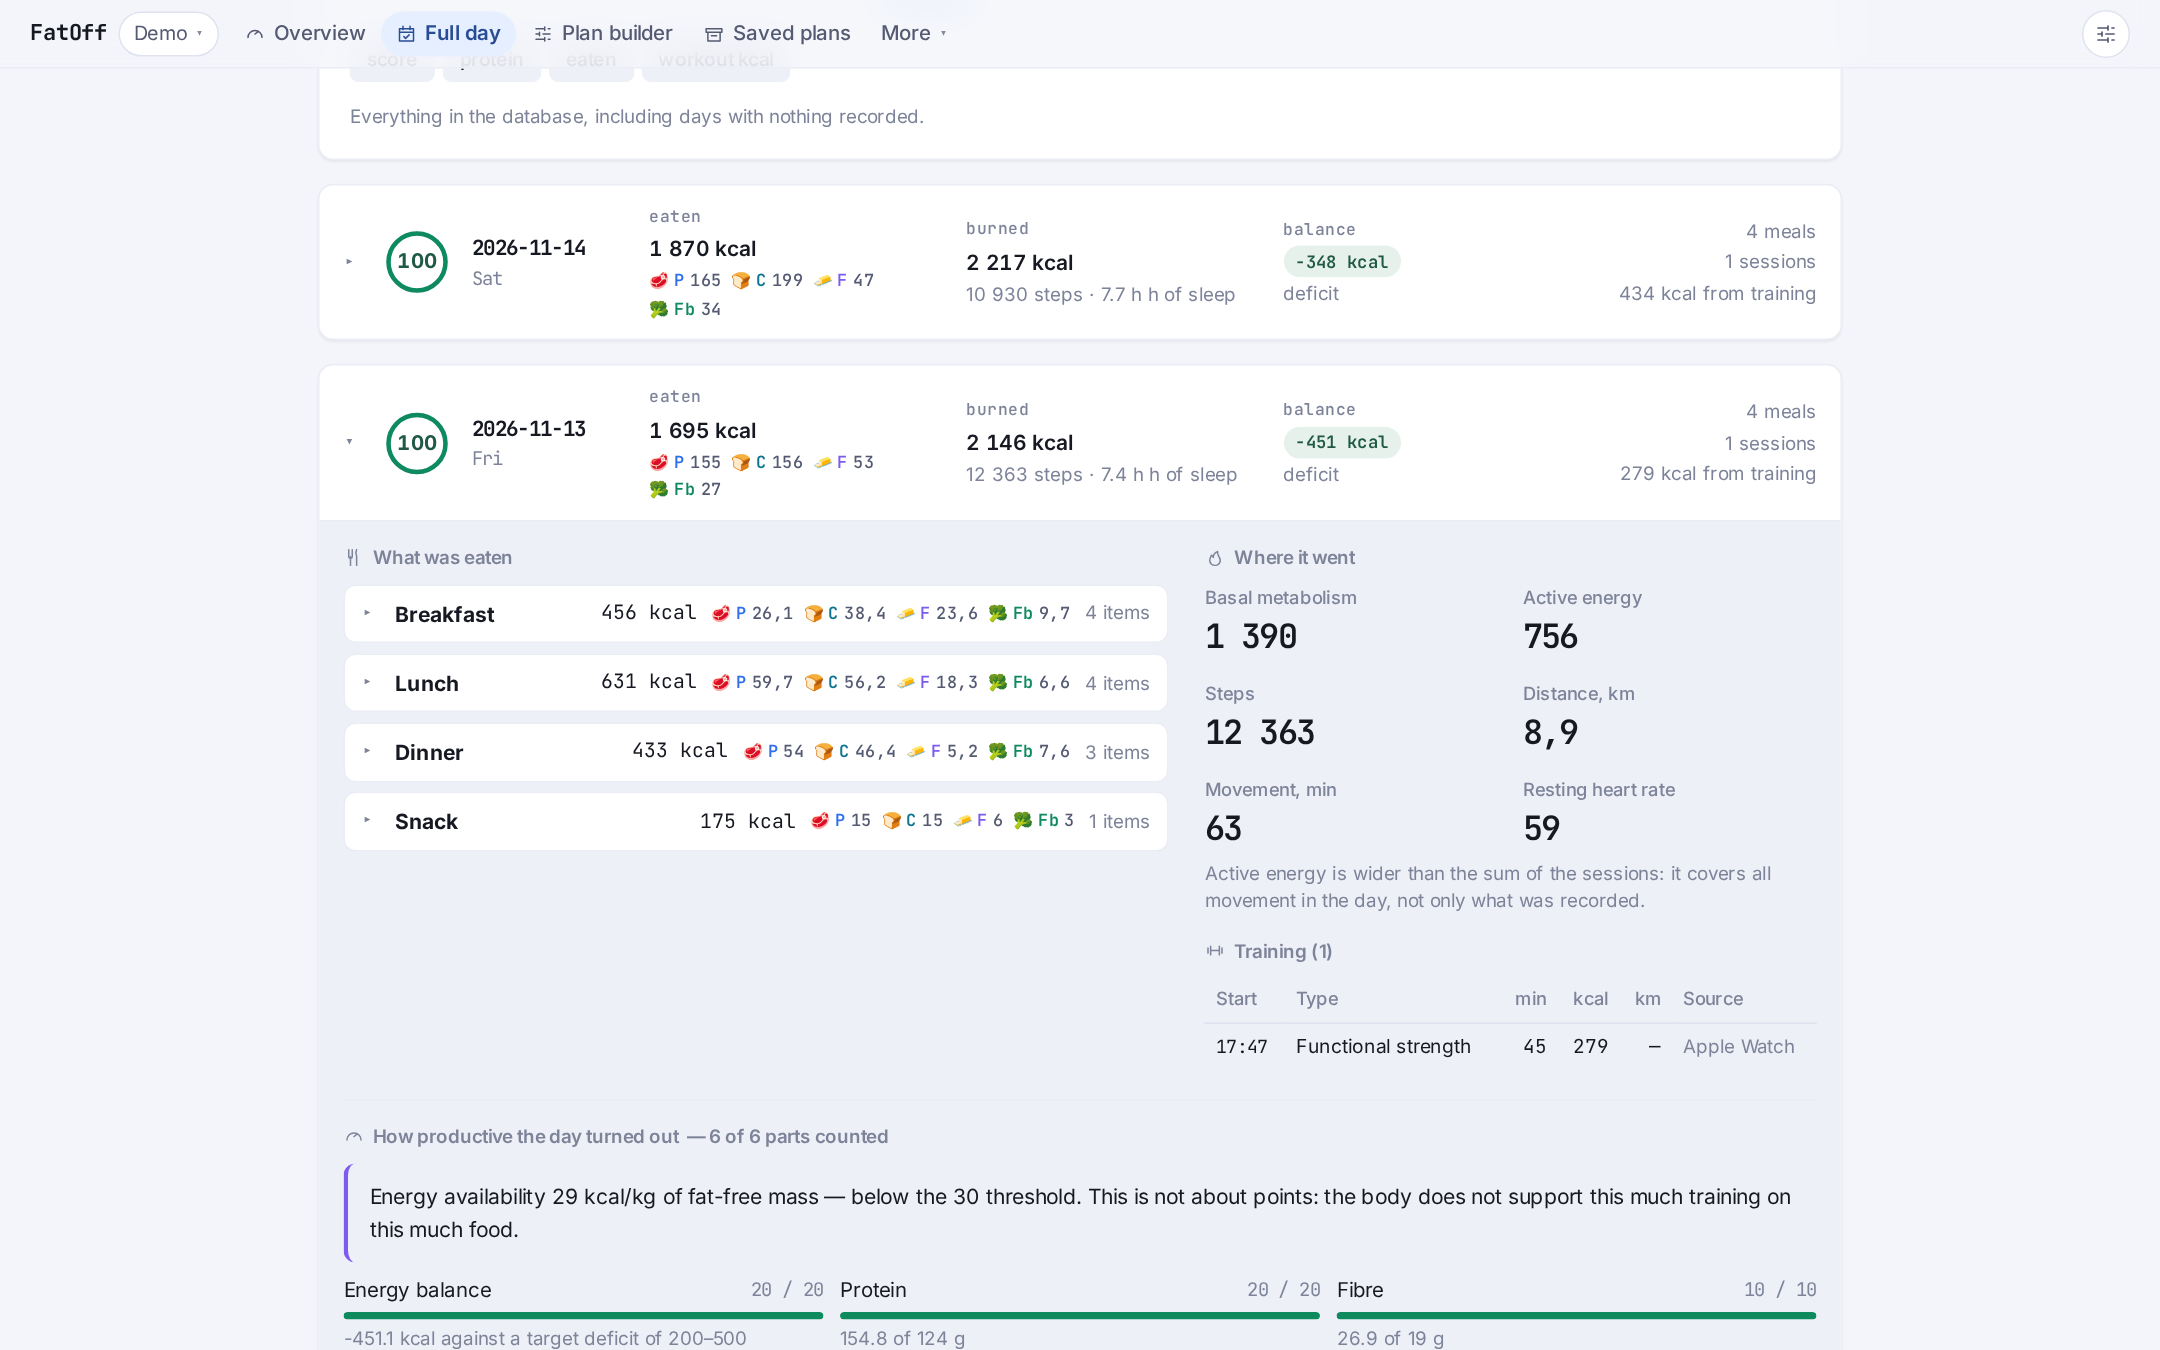 FatOff Demo Overview Full day Plan builder Saved plans More
score protein eaten workout kcal
Everything in the database, including days with nothing recorded.
100
2026-11-14
Sat
eaten
1 870 kcal
P 165 C 199 F 47
Fb 34
burned
2 217 kcal
10 930 steps · 7.7 h h of sleep
balance
-348 kcal
deficit
4 meals
1 sessions
434 kcal from training
100
2026-11-13
Fri
eaten
1 695 kcal
P 155 C 156 F 53
Fb 27
burned
2 146 kcal
12 363 steps · 7.4 h h of sleep
balance
-451 kcal
deficit
4 meals
1 sessions
279 kcal from training
What was eaten
Breakfast 456 kcal P 26,1 C 38,4 F 23,6 Fb 9,7 4 items
Lunch 631 kcal P 59,7 C 56,2 F 18,3 Fb 6,6 4 items
Dinner 433 kcal P 54 C 46,4 F 5,2 Fb 7,6 3 items
Snack 175 kcal P 15 C 15 F 6 Fb 3 1 items
Where it went
Basal metabolism Active energy
1 390 756
Steps Distance, km
12 363 8,9
Movement, min Resting heart rate
63 59
Active energy is wider than the sum of the sessions: it covers all
movement in the day, not only what was recorded.
Training (1)
Start Type min kcal km Source
17:47 Functional strength 45 279 — Apple Watch
How productive the day turned out — 6 of 6 parts counted
Energy availability 29 kcal/kg of fat-free mass — below the 30 threshold. This is not about points: the body does not support this much training on
this much food.
Energy balance 20 / 20 Protein 20 / 20 Fibre 10 / 10
-451.1 kcal against a target deficit of 200–500 154.8 of 124 g 26.9 of 19 g